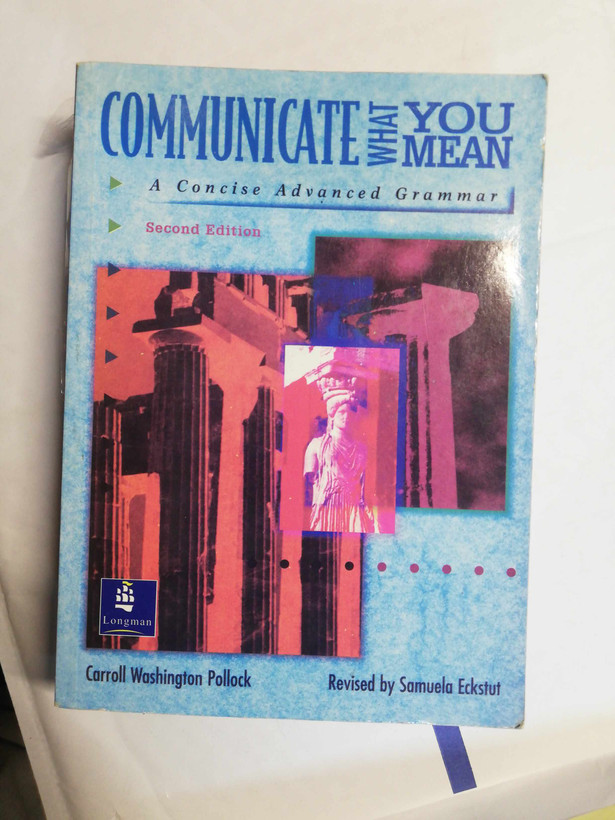 COMMUNICATE WHAT YOU MEAN
A Concise Advanced Grammar
Second Edition
Longman
Carroll Washington Pollock
Revised by Samuela Eckstut